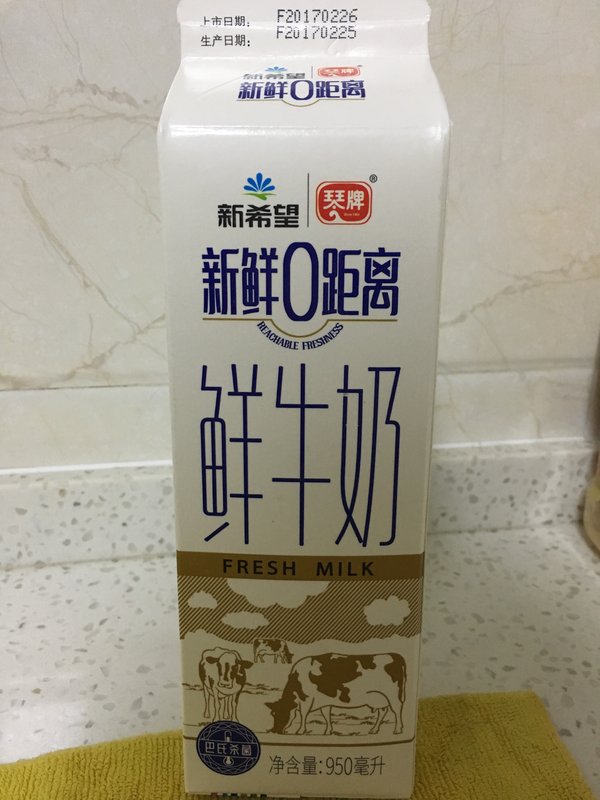 上市日期: F20170226
生产日期: F20170225
新希望 琴牌
新鲜0距离
新希望 琴牌®
新鲜0距离
REACHABLE FRESHNESS
鲜牛奶
FRESH MILK
巴氏杀菌
净含量:950毫升